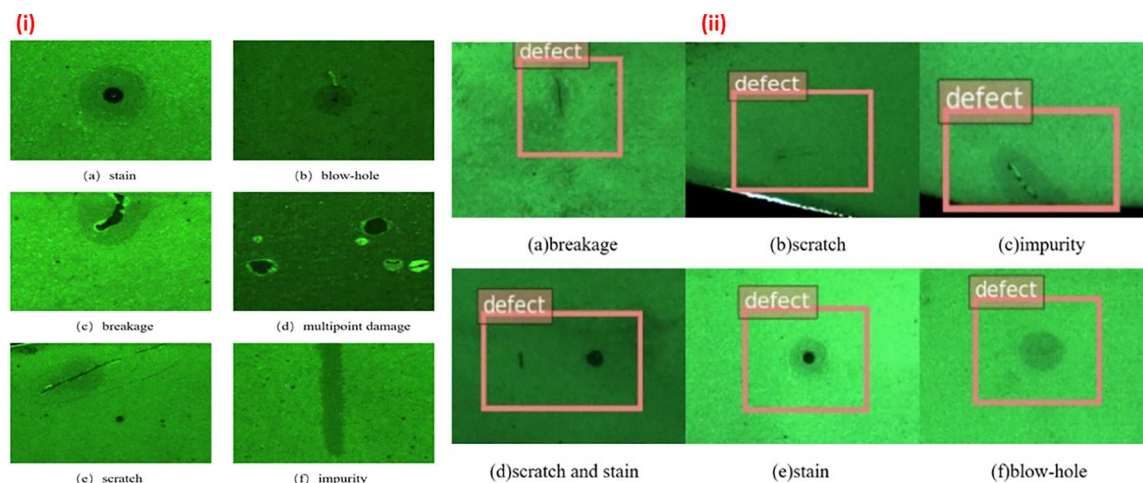 (i)
(a) stain
(b) blow-hole
(c) breakage
(d) multipoint damage
(e) scratch
(f) impurity
(ii)
defect
defect
defect
(a)breakage
(b)scratch
(c)impurity
defect
defect
defect
(d)scratch and stain
(e)stain
(f)blow-hole